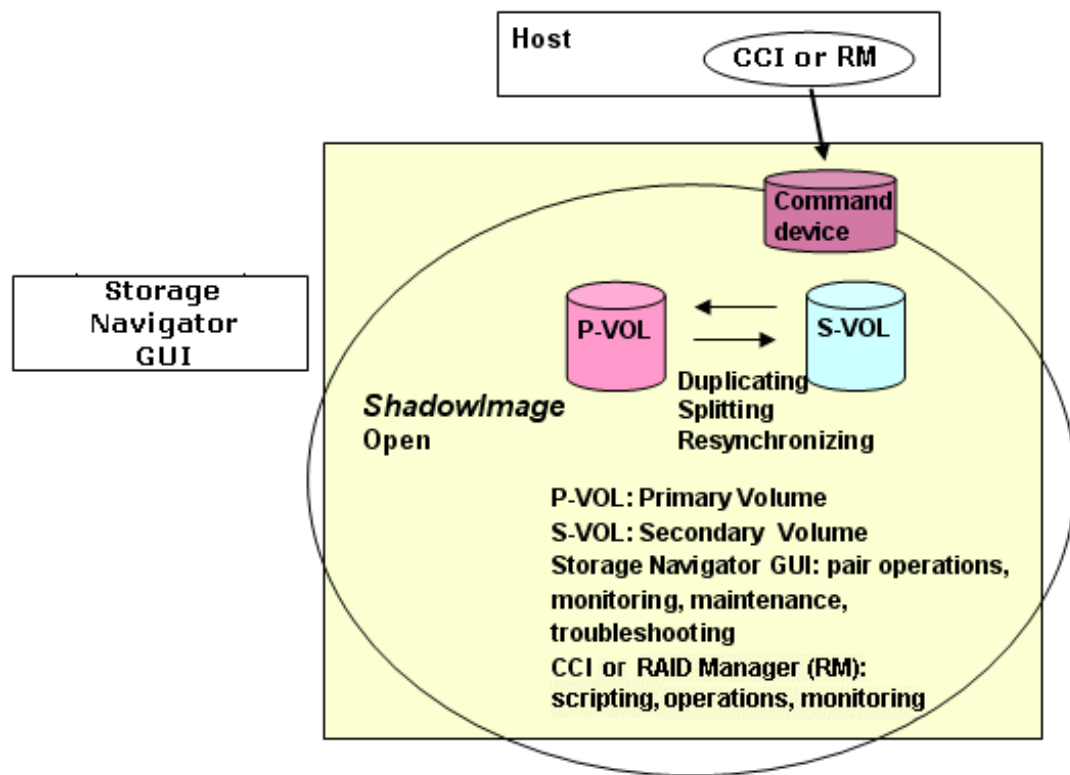 Host
CCI or RM
Command
device
Storage
Navigator
GUI
P-VOL
S-VOL
Duplicating
Splitting
Resynchronizing
ShadowImage
Open
P-VOL: Primary Volume
S-VOL: Secondary Volume
Storage Navigator GUI: pair operations,
monitoring, maintenance,
troubleshooting
CCI or RAID Manager (RM):
scripting, operations, monitoring